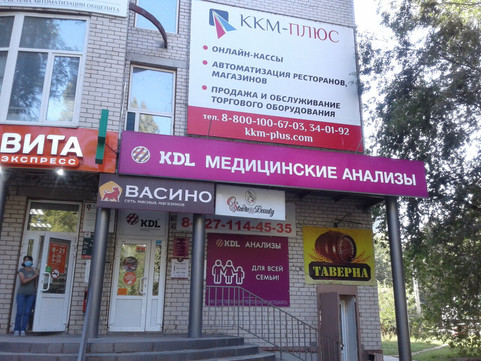 ККМ-ПЛЮС
• ОНЛАЙН-КАССЫ
• АВТОМАТИЗАЦИЯ РЕСТОРАНОВ,
МАГАЗИНОВ
• ПРОДАЖА И ОБСЛУЖИВАНИЕ
ТОРГОВОГО ОБОРУДОВАНИЯ
тел. 8-800-100-67-03, 34-01-92
kkm-plus.com
ВИТА
ЭКСПРЕСС
KDL МЕДИЦИНСКИЕ АНАЛИЗЫ
ВАСИНО
СЕТЬ МЯСНЫХ МАГАЗИНОВ
Beauty
KDL
27-114-45-35
KDL АНАЛИЗЫ
ДЛЯ ВСЕЙ
СЕМЬИ!
ТАВЕРНА
8-21